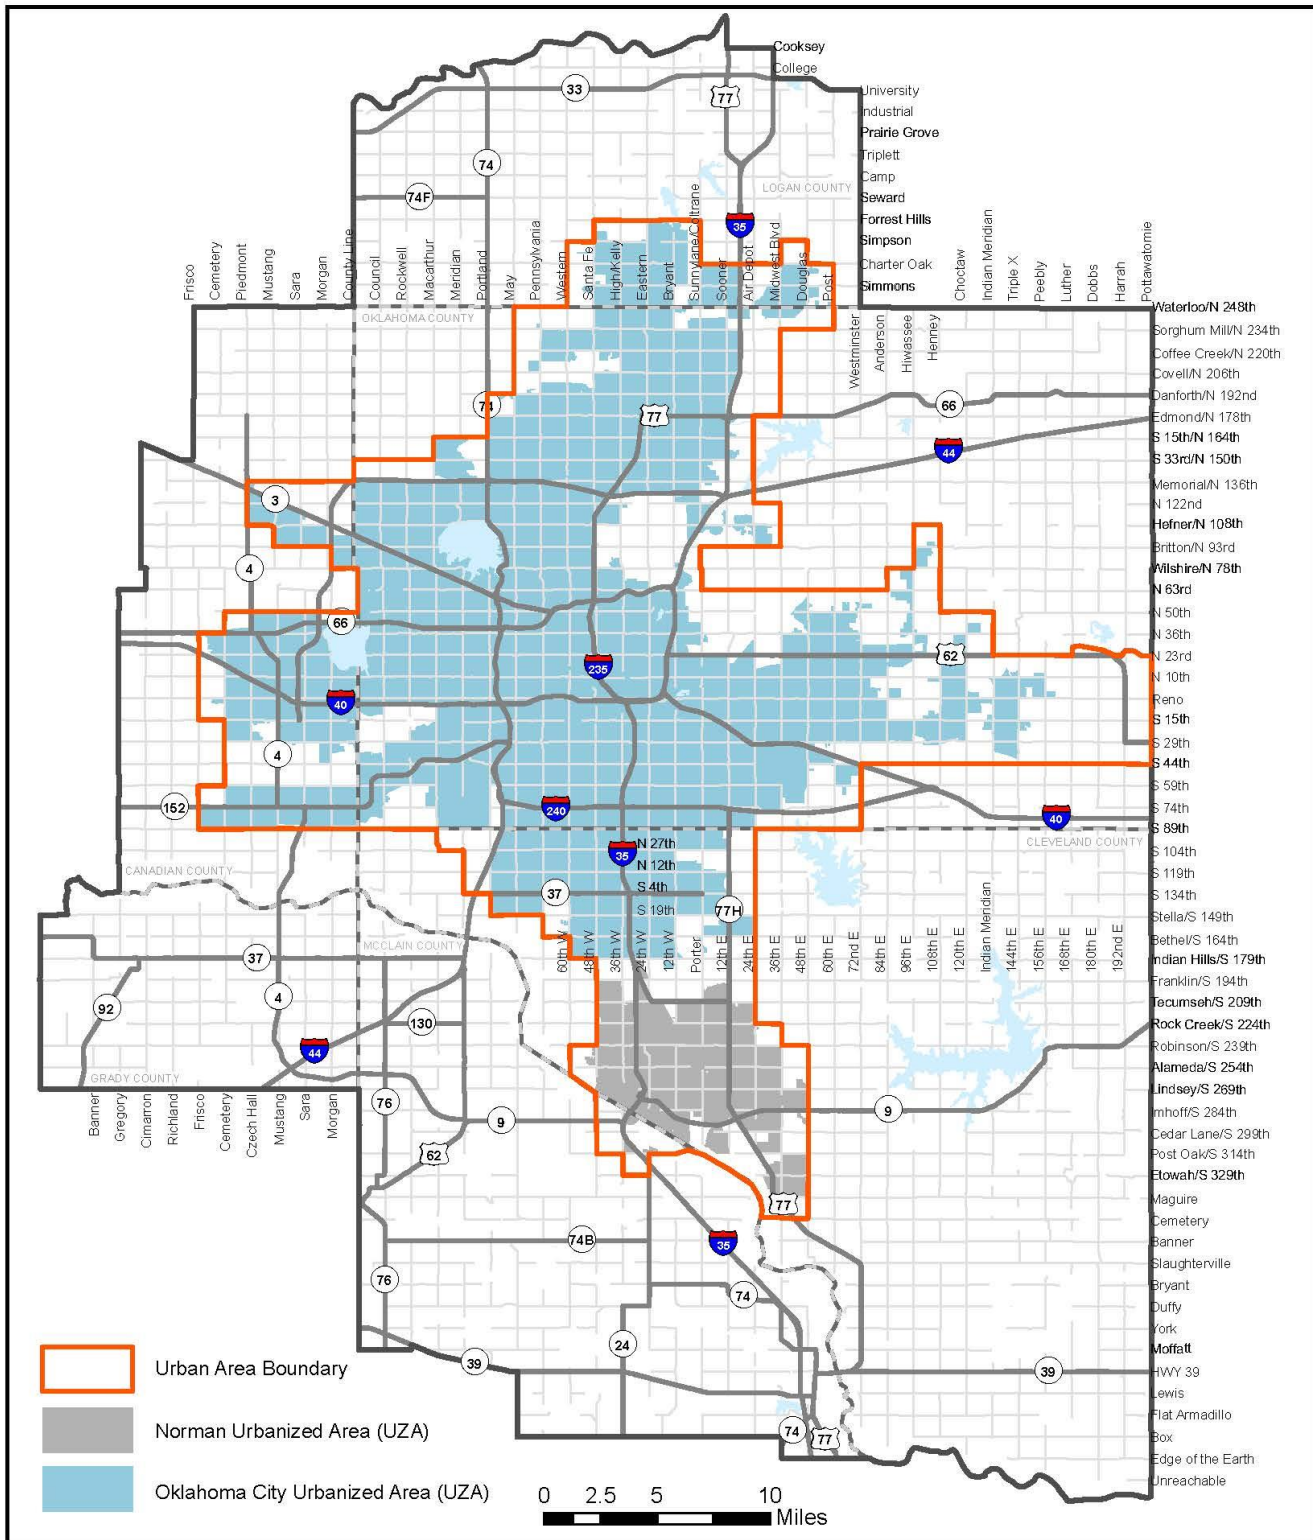 Cooksey
College
33
77
University
Industrial
Prairie Grove
74
Triplett
Camp
LOGAN COUNTY
74F
Seward
35
Forrest Hills
Simpson
Charter Oak
Simmons
Frisco
Cemetery
Piedmont
Mustang
Sara
Morgan
County Line
Council
Rockwell
Macarthur
Meridian
Portland
May
Pennsylvania
Western
Santa Fe
High/Kelly
Eastern
Bryant
Sunnylane/Coltrane
Sooner
Air Depot
Midwest Blvd
Douglas
Post
Westminster
Anderson
Hiwassee
Henney
Choctaw
Indian Meridian
Triple X
Peebly
Luther
Dobbs
Harrah
Pottawatomie
OKLAHOMA COUNTY
Waterloo/N 248th
Sorghum Mill/N 234th
Coffee Creek/N 220th
Covell/N 206th
Danforth/N 192nd
74
77
66
Edmond/N 178th
S 15th/N 164th
44
S 33rd/N 150th
Memorial/N 136th
3
N 122nd
Hefner/N 108th
Britton/N 93rd
4
Wilshire/N 78th
N 63rd
N 50th
66
N 36th
62
N 23rd
235
N 10th
40
Reno
S 15th
S 29th
4
S 44th
S 59th
152
240
S 74th
40
S 89th
CLEVELAND COUNTY
N 27th
35
S 104th
N 12th
CANADIAN COUNTY
S 119th
37
S 4th
S 134th
S 19th
77H
Stella/S 149th
MCCLAIN COUNTY
60th W
48th W
36th W
24th W
12th W
Porter
12th E
24th E
36th E
48th E
60th E
72nd E
84th E
96th E
108th E
120th E
Indian Meridian
144th E
156th E
168th E
180th E
192nd E
Bethel/S 164th
37
Indian Hills/S 179th
Franklin/S 194th
4
Tecumseh/S 209th
92
130
Rock Creek/S 224th
44
Robinson/S 239th
Alameda/S 254th
GRADY COUNTY
Lindsey/S 269th
Banner
Gregory
Cimarron
Richland
Frisco
Cemetery
Czech Hall
Mustang
Sara
Morgan
76
9
9
Imhoff/S 284th
Cedar Lane/S 299th
62
Post Oak/S 314th
Etowah/S 329th
77
Maguire
Cemetery
74B
35
Banner
Slaughterville
76
Bryant
74
Duffy
York
24
Moffatt
39
39
HWY 39
Lewis
Flat Armadillo
74
77
Box
Edge of the Earth
Unreachable
Urban Area Boundary
Norman Urbanized Area (UZA)
Oklahoma City Urbanized Area (UZA)
0 2.5 5 10
Miles